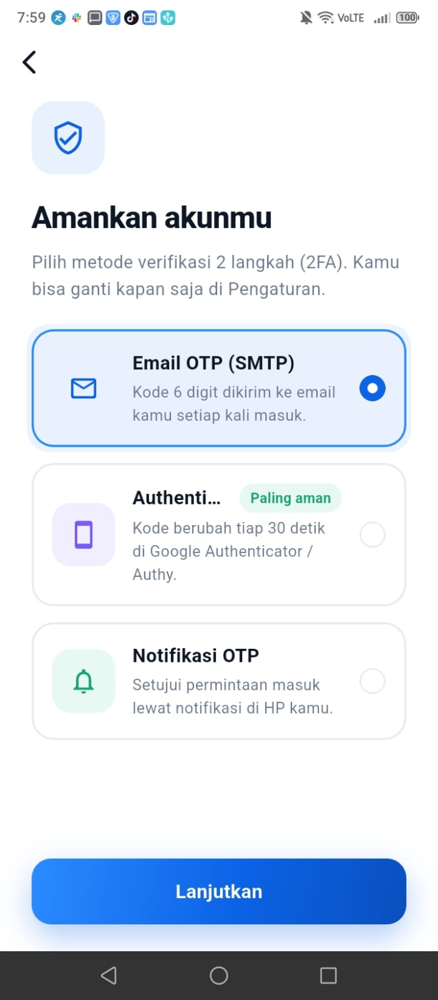 7:59 VoLTE 100
Amankan akunmu
Pilih metode verifikasi 2 langkah (2FA). Kamu
bisa ganti kapan saja di Pengaturan.
Email OTP (SMTP)
Kode 6 digit dikirim ke email
kamu setiap kali masuk.
Authenti... Paling aman
Kode berubah tiap 30 detik
di Google Authenticator /
Authy.
Notifikasi OTP
Setujui permintaan masuk
lewat notifikasi di HP kamu.
Lanjutkan